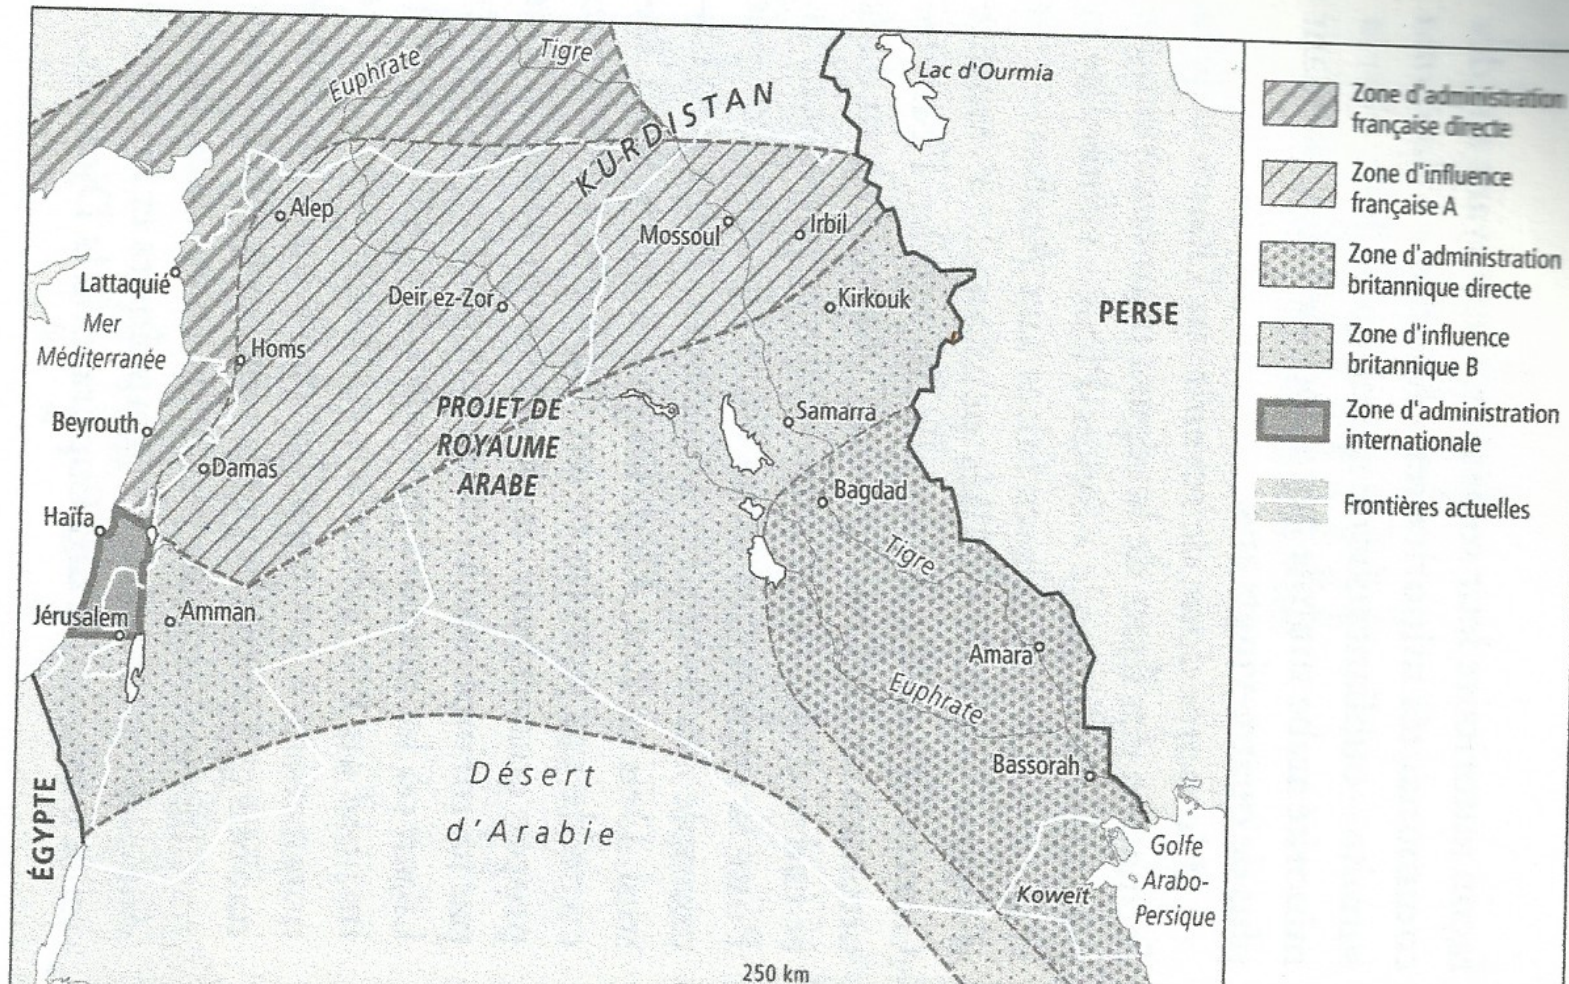 Euphrate
Tigre
KURDISTAN
Lac d'Ourmia
Alep
Mossoul
Irbil
Lattaquié
Deir ez-Zor
Kirkouk
PERSE
Mer
Méditerranée
Homs
Beyrouth
PROJET DE
ROYAUME
ARABE
Samarra
Damas
Bagdad
Haïfa
Tigre
Jérusalem
Amman
Amara
Euphrate
Bassorah
ÉGYPTE
Désert
d'Arabie
Golfe
Arabo-
Persique
Koweït
250 km
Zone d'administration
française directe
Zone d'influence
française A
Zone d'administration
britannique directe
Zone d'influence
britannique B
Zone d'administration
internationale
Frontières actuelles